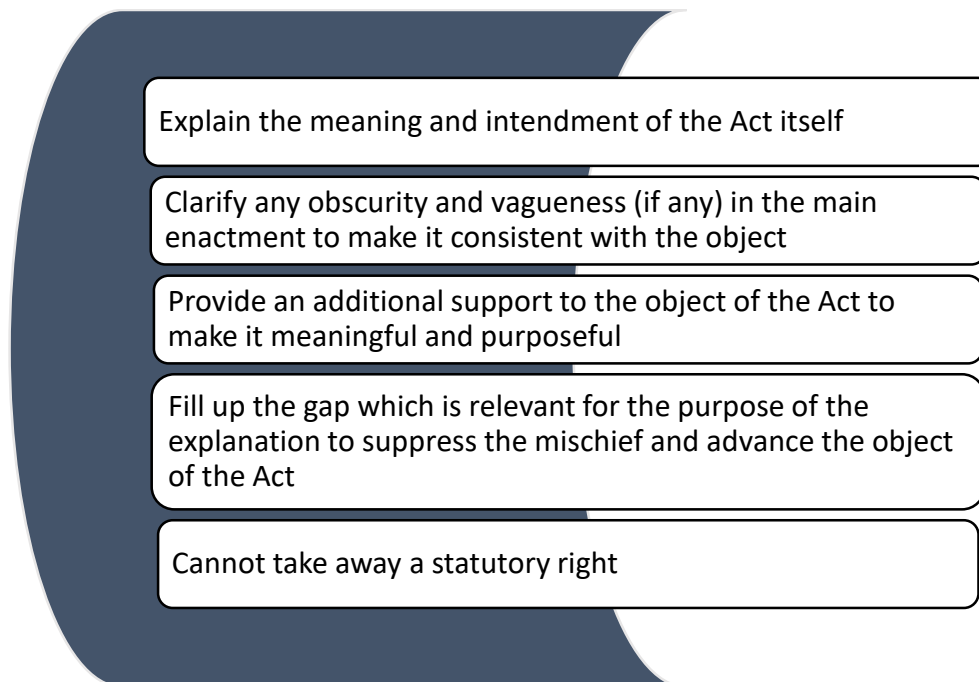 Explain the meaning and intendment of the Act itself
Clarify any obscurity and vagueness (if any) in the main
enactment to make it consistent with the object
Provide an additional support to the object of the Act to
make it meaningful and purposeful
Fill up the gap which is relevant for the purpose of the
explanation to suppress the mischief and advance the object
of the Act
Cannot take away a statutory right